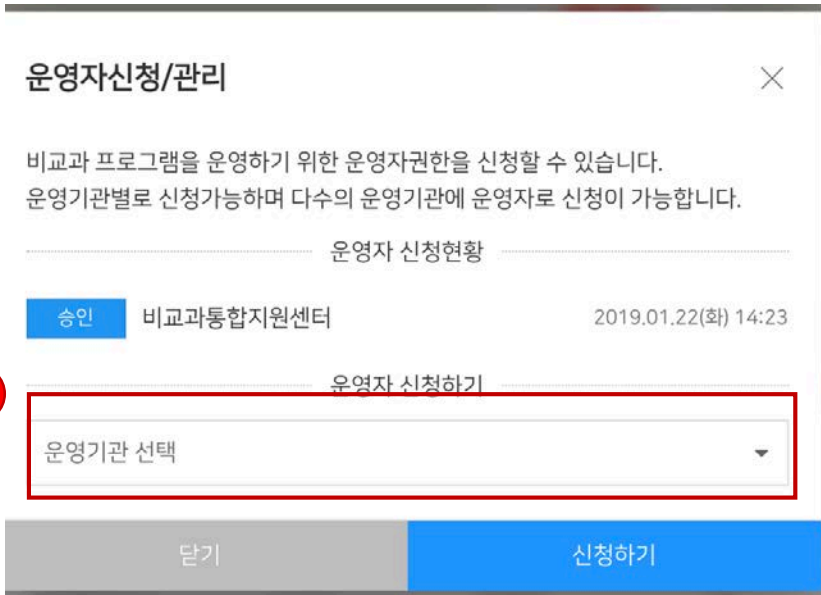 운영자신청/관리
비교과 프로그램을 운영하기 위한 운영자권한을 신청할 수 있습니다.
운영기관별로 신청가능하며 다수의 운영기관에 운영자로 신청이 가능합니다.
운영자 신청현황
승인 비교과통합지원센터 2019.01.22(화) 14:23
운영자 신청하기
운영기관 선택
닫기 신청하기